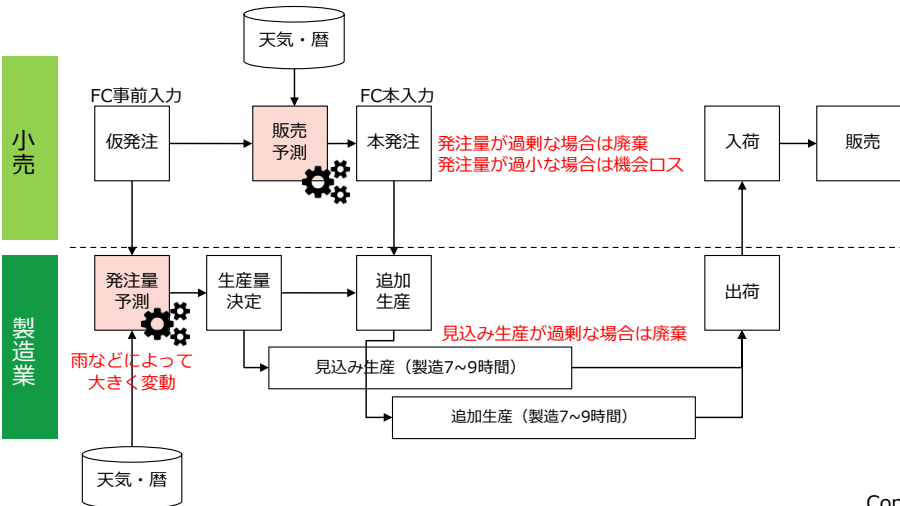 天気・暦
小売
FC事前入力
仮発注
販売
予測
FC本入力
本発注
発注量が過剰な場合は廃棄
発注量が過小な場合は機会ロス
入荷
販売
製造業
発注量
予測
生産量
決定
追加
生産
出荷
見込み生産が過剰な場合は廃棄
雨などによって
大きく変動
見込み生産（製造7~9時間）
追加生産（製造7~9時間）
天気・暦